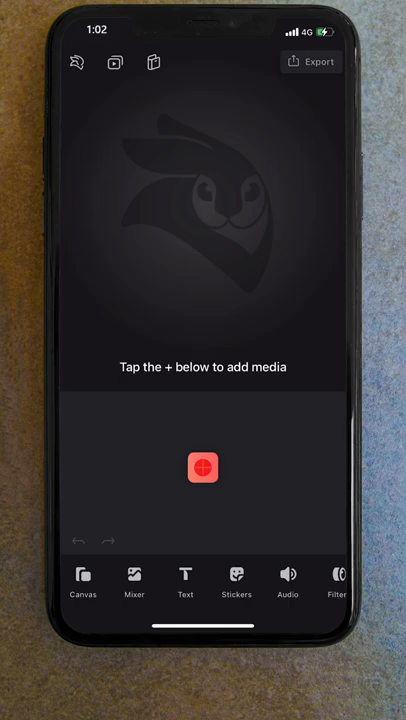 1:02
4G
Export
Tap the + below to add media
Canvas
Mixer
Text
Stickers
Audio
Filter